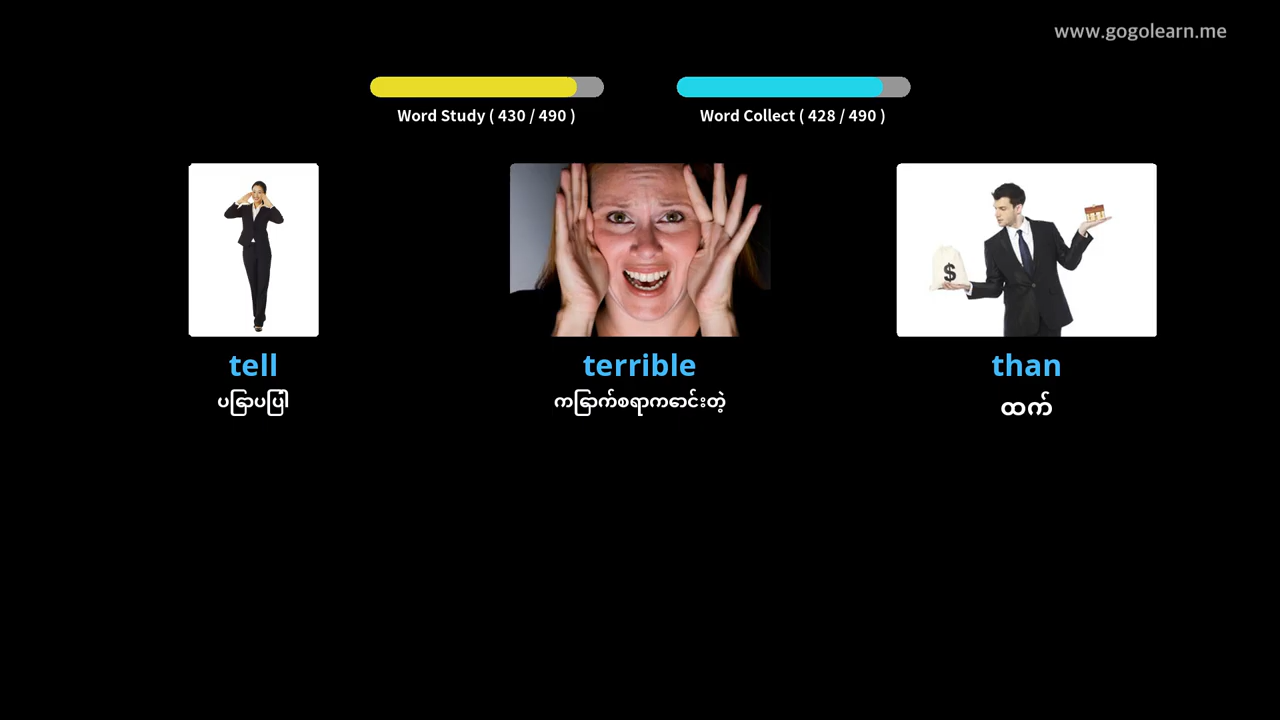 www.gogolearn.me
Word Study ( 430 / 490 )
Word Collect ( 428 / 490 )
tell
terrible
than
ပြောပြပါ
ကြောက်စရာကောင်းတဲ့
ထက်